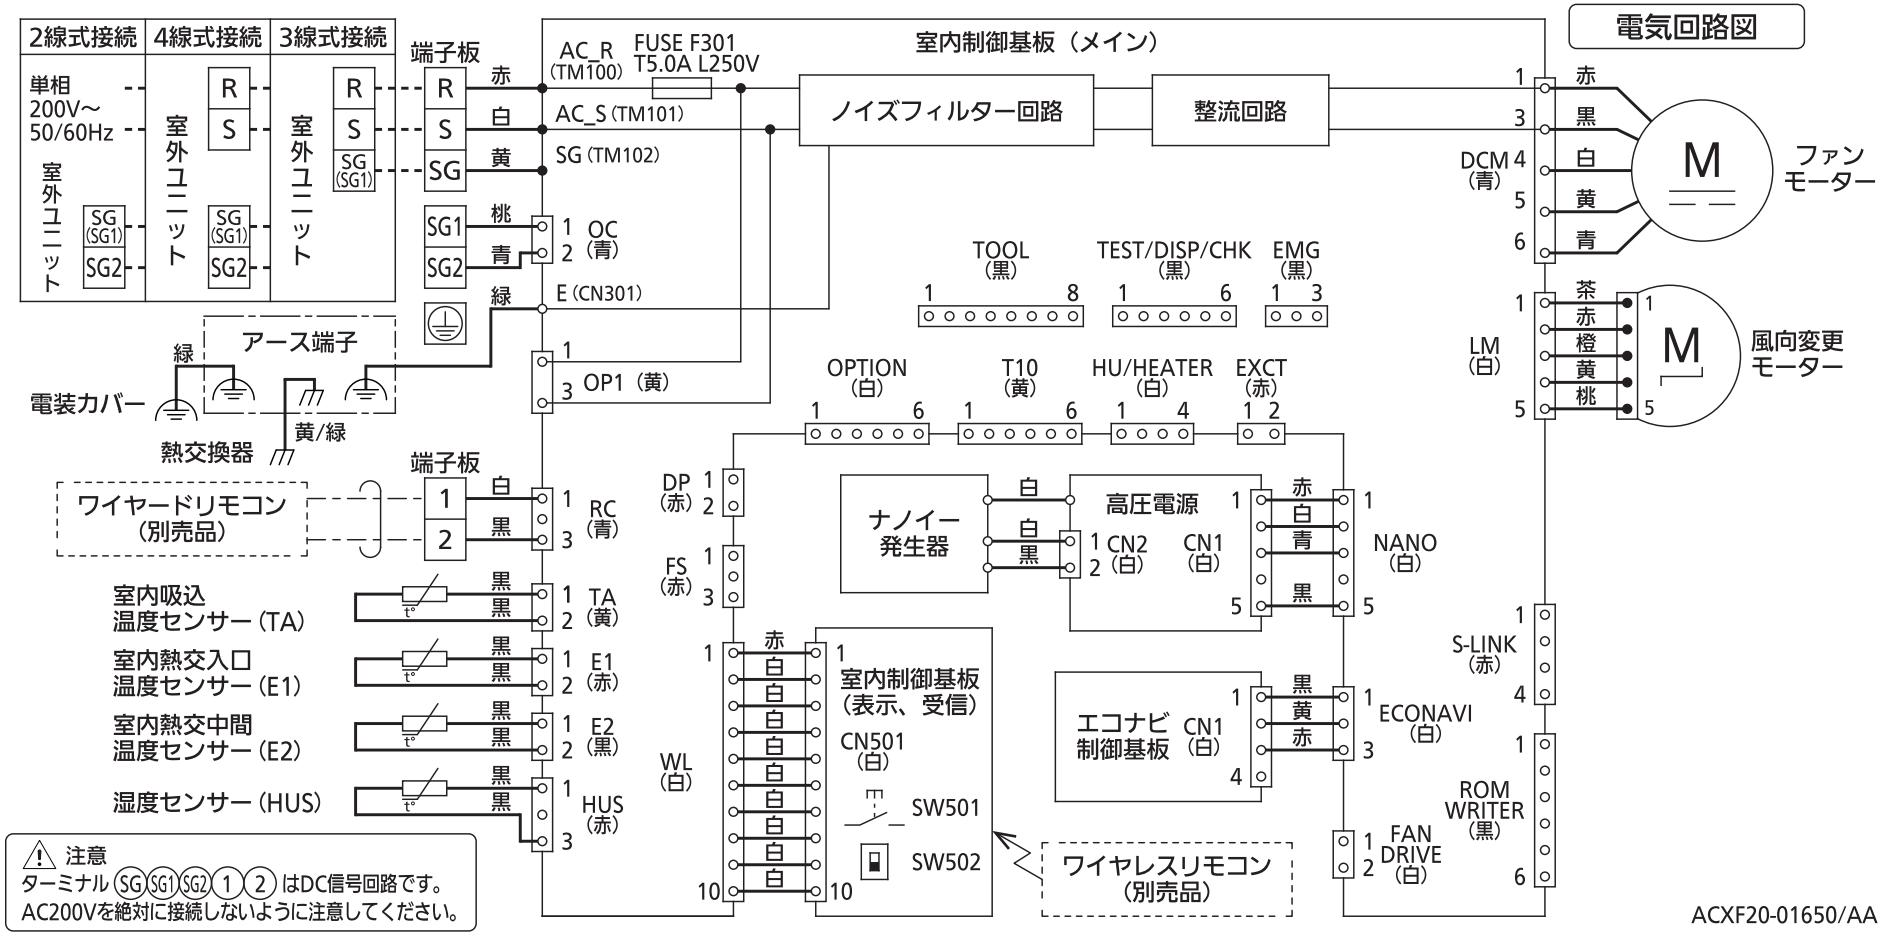 電気回路図
2線式接続
4線式接続
3線式接続
端子板
単相
200V～
50/60Hz
室外ユニット
SG
(SG1)
SG2
R
S
室外ユニット
SG
(SG1)
SG2
R
S
SG
(SG1)
室外ユニット
R
S
SG
SG1
SG2
赤
白
黄
桃
青
緑
AC_R
(TM100)
FUSE F301
T5.0A L250V
AC_S (TM101)
SG (TM102)
1
2
OC
(青)
E (CN301)
1
3
OP1 (黄)
室内制御基板（メイン）
ノイズフィルター回路
整流回路
1
3
4
5
6
DCM
(青)
赤
黒
白
黄
青
M
ファン
モーター
1
5
LM
(白)
茶
赤
橙
黄
桃
1
5
M
風向変更
モーター
TOOL
(黒)
1
8
TEST/DISP/CHK
(黒)
1
6
EMG
(黒)
1
3
OPTION
(白)
1
6
T10
(黄)
1
6
HU/HEATER
(白)
1
4
EXCT
(赤)
1
2
アース端子
緑
電装カバー
黄/緑
熱交換器
端子板
ワイヤードリモコン
(別売品)
1
2
白
黒
1
3
RC
(青)
室内吸込
温度センサー(TA)
t°
黒
黒
1
2
TA
(黄)
室内熱交入口
温度センサー(E1)
t°
黒
黒
1
2
E1
(赤)
室内熱交中間
温度センサー(E2)
t°
黒
黒
1
2
E2
(黒)
湿度センサー(HUS)
t°
黒
黒
1
3
HUS
(赤)
DP
(赤)
1
2
FS
(赤)
1
3
WL
(白)
1
10
赤
白
白
白
白
白
白
白
白
白
1
10
室内制御基板
(表示、受信)
CN501
(白)
SW501
SW502
ワイヤレスリモコン
(別売品)
ナノイー
発生器
白
白
黒
高圧電源
1
2
CN2
(白)
CN1
(白)
1
5
赤
白
青
黒
1
5
NANO
(白)
エコナビ
制御基板
CN1
(白)
1
4
黒
黄
赤
1
3
ECONAVI
(白)
1
2
FAN
DRIVE
(白)
S-LINK
(赤)
1
4
ROM
WRITER
(黒)
1
6
注意
ターミナル SG SG1 SG2 1 2 はDC信号回路です。
AC200Vを絶対に接続しないように注意してください。
ACXF20-01650/AA